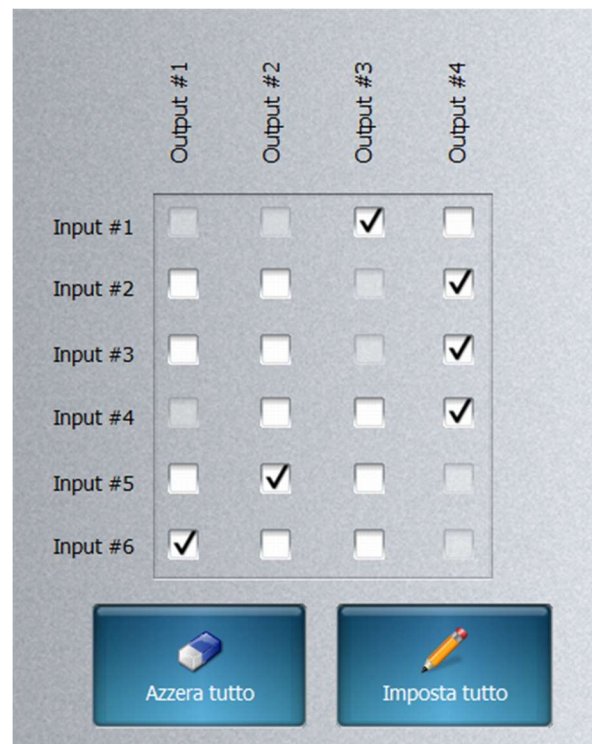 Output #1
Output #2
Output #3
Output #4
Input #1
Input #2
Input #3
Input #4
Input #5
Input #6
Azzera tutto
Imposta tutto